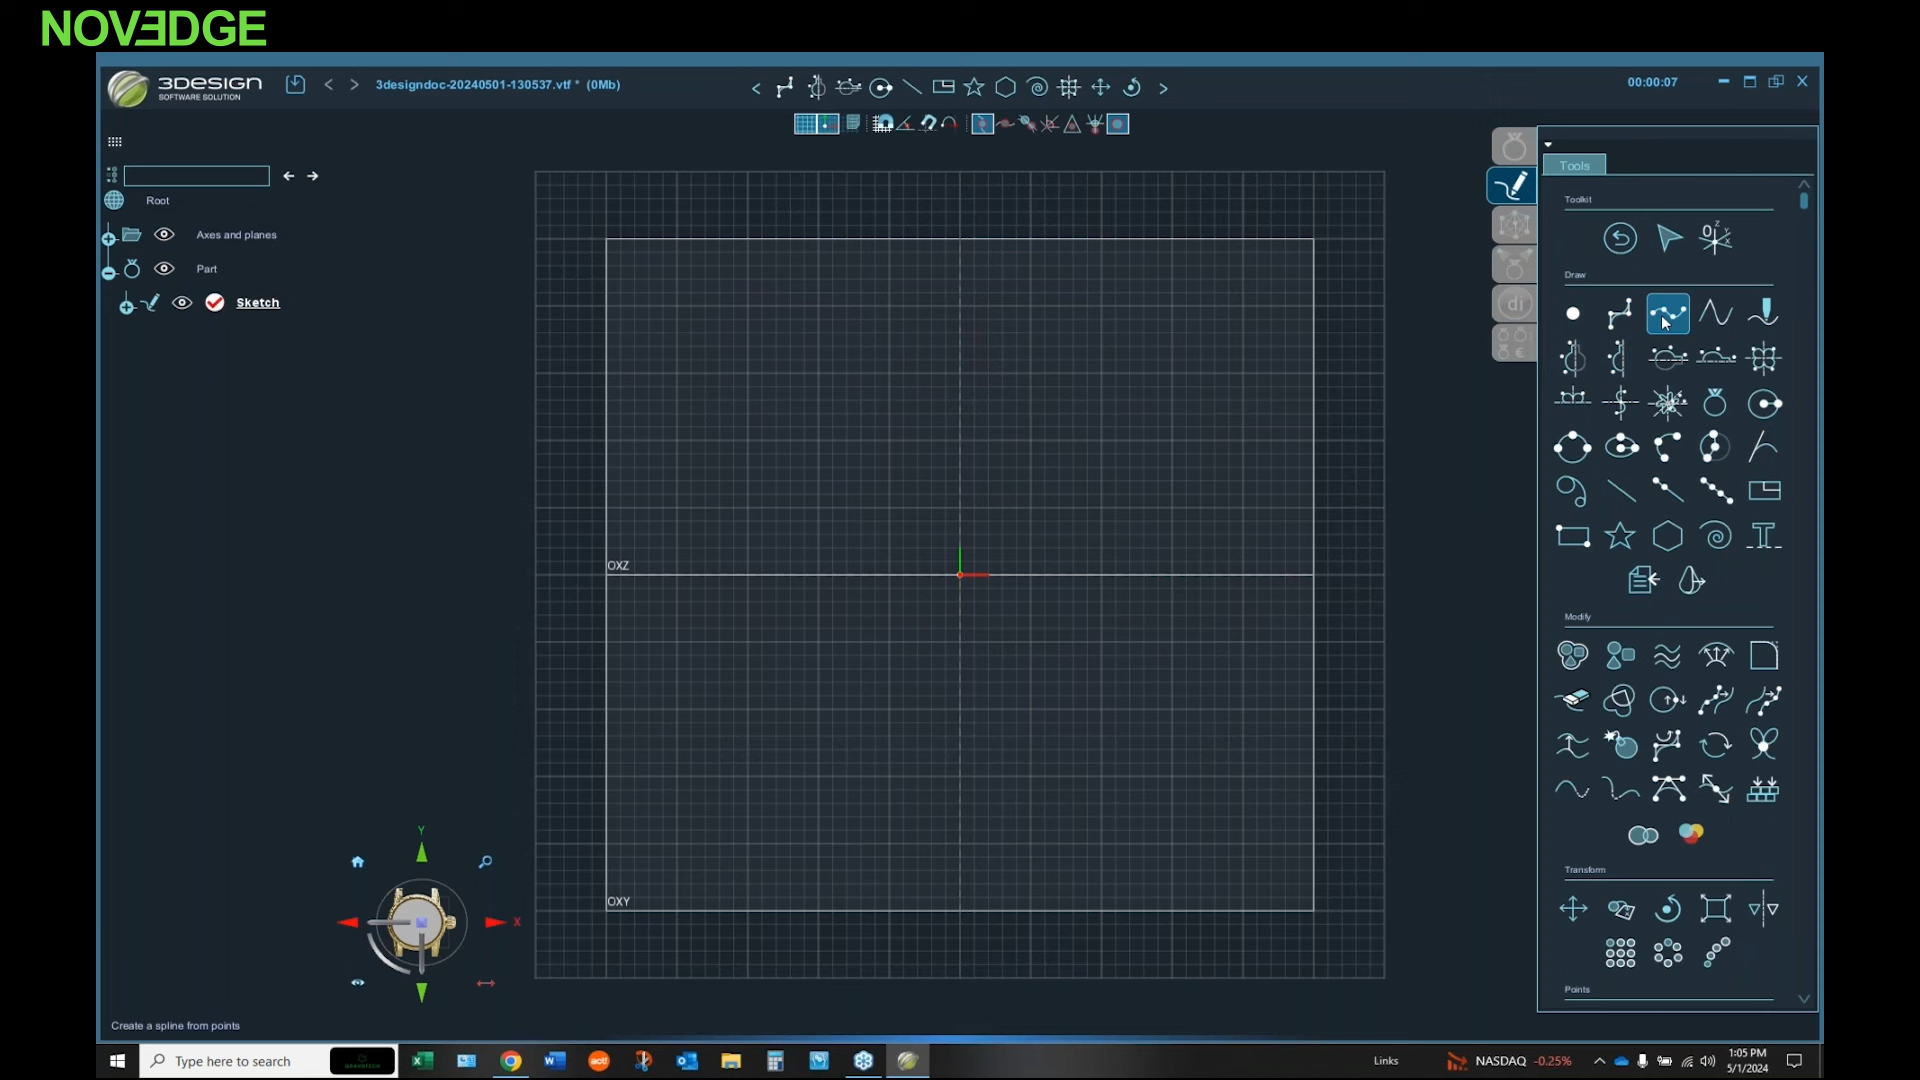 NOVEDGE
3DESIGN
SOFTWARE SOLUTION
3designdoc-20240501-130537.vtf * (0Mb)
00:00:07
Tools
Toolkit
Root
Axes and planes
Part
Sketch
Draw
di
OXZ
OXY
Modify
Transform
Points
Y
X
Create a spline from points
Type here to search
Links
NASDAQ -0.25%
1:05 PM
5/1/2024